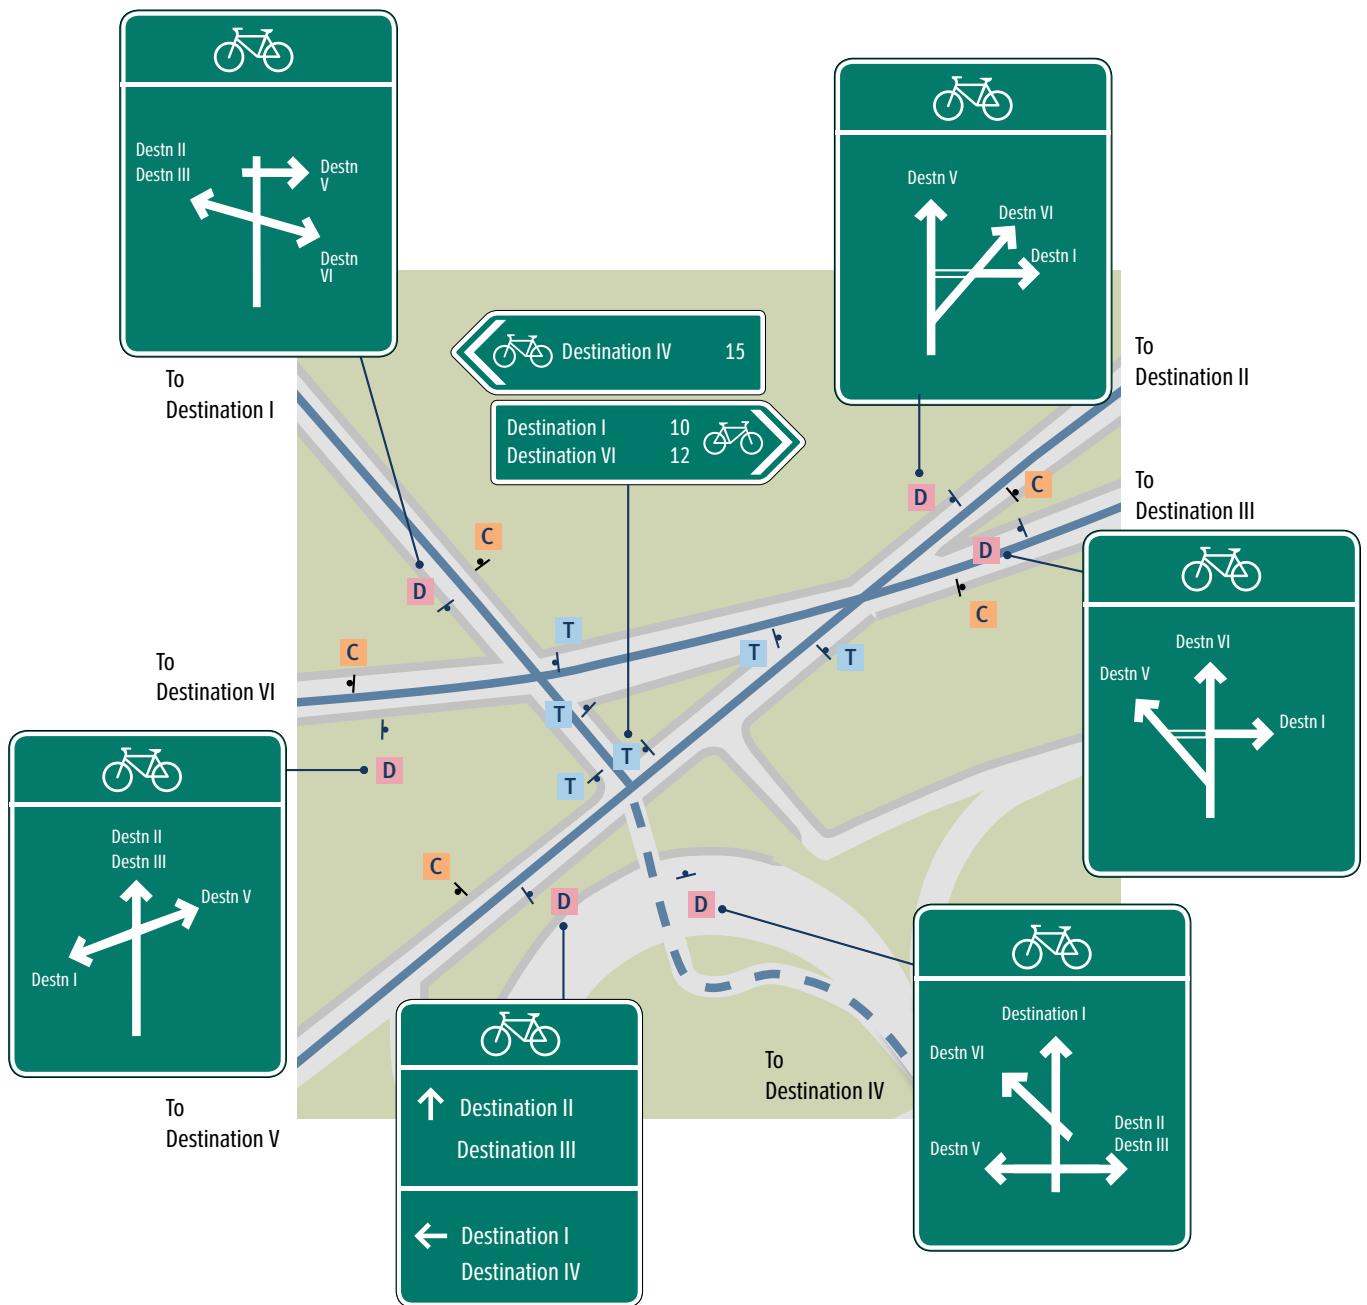 Destn II
Destn III
Destn
V
Destn
VI
Destn V
Destn VI
Destn I
To
Destination I
Destination IV 15
Destination I 10
Destination VI 12
To
Destination II
To
Destination III
C
D
C
D
D
C
C
T
T
T
T
T
T
D
C
D
D
To
Destination VI
Destn VI
Destn V
Destn I
Destn II
Destn III
Destn V
Destn I
To
Destination V
Destination II
Destination III
Destination I
Destination IV
To
Destination IV
Destination I
Destn VI
Destn II
Destn III
Destn V